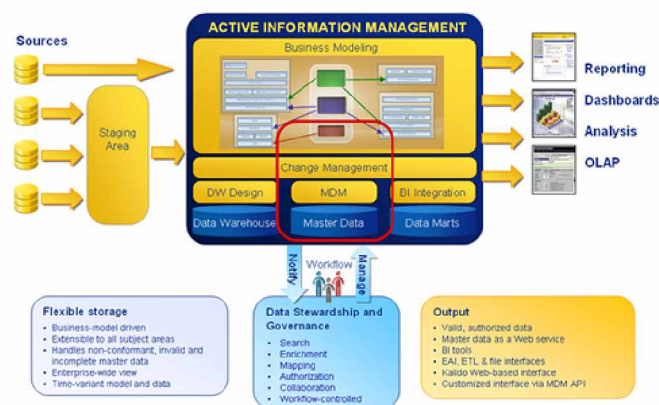 ACTIVE INFORMATION MANAGEMENT
Sources
Business Modeling
Staging
Area
Change Management
DW Design
MDM
BI Integration
Data Warehouse
Master Data
Data Marts
Reporting
Dashboards
Analysis
OLAP
Notify
Workflow
Manage
Flexible storage
• Business-model driven
• Extensible to all subject areas
• Handles non-conformant, invalid and
incomplete master data
• Enterprise-wide view
• Time-variant model and data
Data Stewardship and
Governance
• Search
• Enrichment
• Mapping
• Authorization
• Collaboration
• Workflow-controlled
Output
• Valid, authorized data
• Master data as a Web service
• BI tools
• EAI, ETL & file interfaces
• Kalido Web-based interface
• Customized interface via MDM API